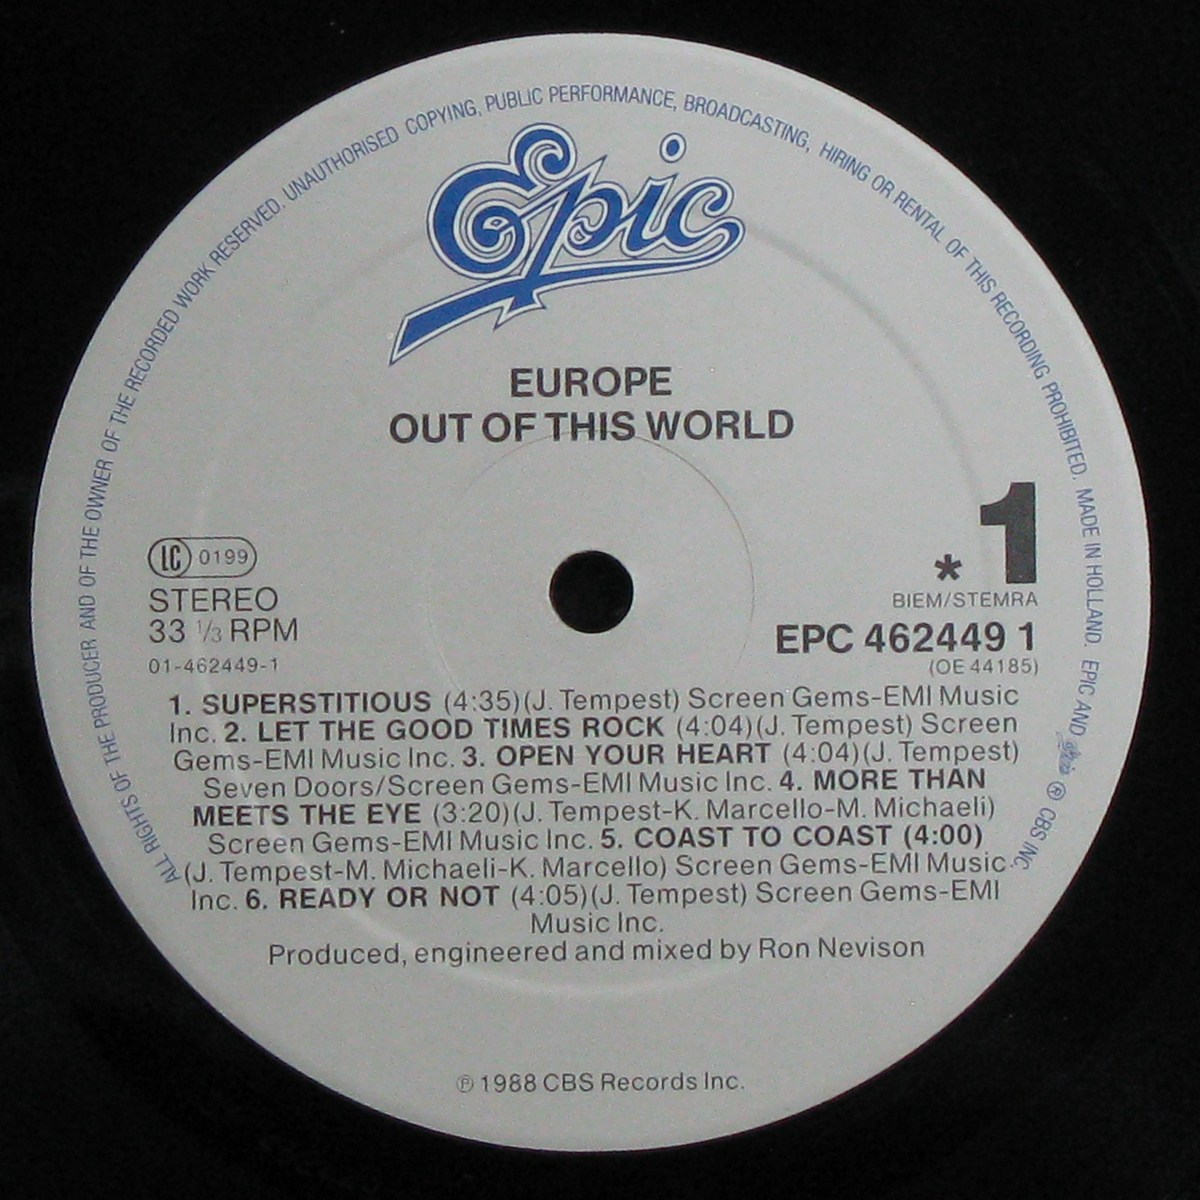 ALL RIGHTS OF THE PRODUCER AND OF THE OWNER OF THE RECORDED WORK RESERVED. UNAUTHORISED COPYING, PUBLIC PERFORMANCE, BROADCASTING, HIRING OR RENTAL OF THIS RECORDING PROHIBITED. MADE IN HOLLAND. EPIC AND Epic ® CBS INC.
Epic
EUROPE
OUT OF THIS WORLD
1
LC 0199
*
STEREO
BIEM/STEMRA
33 1/3 RPM
EPC 462449 1
01-462449-1
(OE 44185)
1. SUPERSTITIOUS (4:35)(J. Tempest) Screen Gems-EMI Music
Inc. 2. LET THE GOOD TIMES ROCK (4:04)(J. Tempest) Screen
Gems-EMI Music Inc. 3. OPEN YOUR HEART (4:04)(J. Tempest)
Seven Doors/Screen Gems-EMI Music Inc. 4. MORE THAN
MEETS THE EYE (3:20)(J. Tempest-K. Marcello-M. Michaeli)
Screen Gems-EMI Music Inc. 5. COAST TO COAST (4:00)
(J. Tempest-M. Michaeli-K. Marcello) Screen Gems-EMI Music
Inc. 6. READY OR NOT (4:05)(J. Tempest) Screen Gems-EMI
Music Inc.
Produced, engineered and mixed by Ron Nevison
℗ 1988 CBS Records Inc.